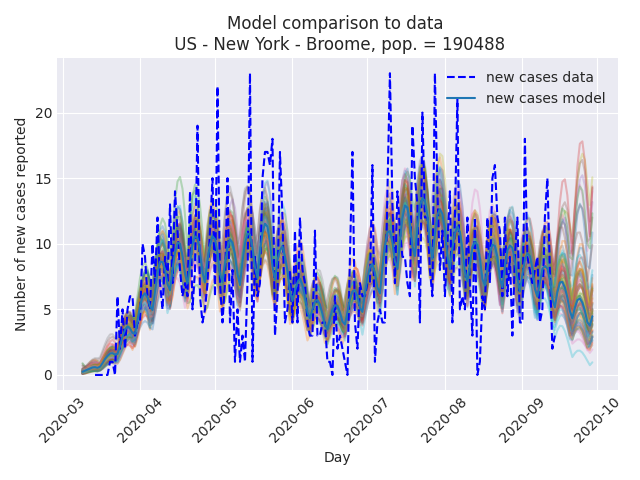 Model comparison to data
US - New York - Broome, pop. = 190488
new cases data
new cases model
Number of new cases reported
20
15
10
5
0
2020-03
2020-04
2020-05
2020-06
2020-07
2020-08
2020-09
2020-10
Day